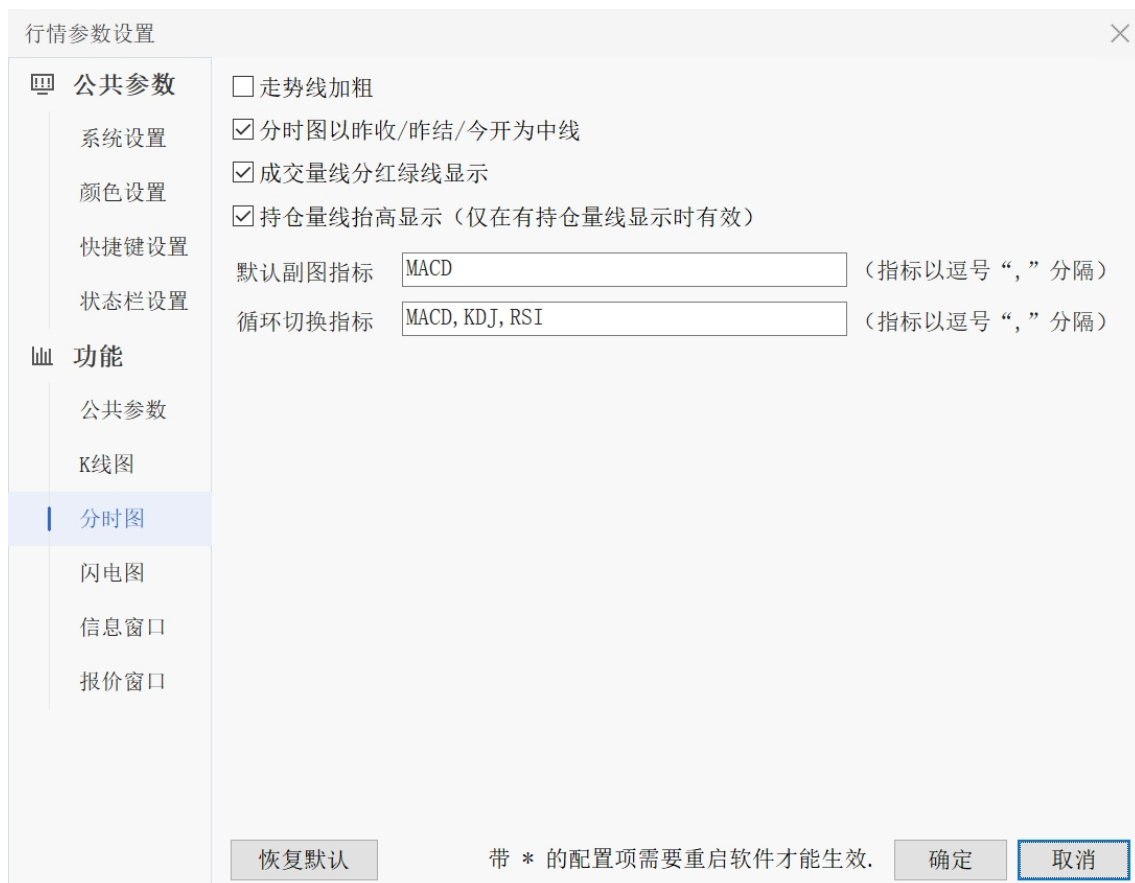 行情参数设置
公共参数
系统设置
颜色设置
快捷键设置
状态栏设置
功能
公共参数
K线图
分时图
闪电图
信息窗口
报价窗口
走势线加粗
分时图以昨收/昨结/今开为中线
成交量线分红绿线显示
持仓量线抬高显示（仅在有持仓量线显示时有效）
默认副图指标 MACD （指标以逗号“,”分隔）
循环切换指标 MACD,KDJ,RSI （指标以逗号“,”分隔）
恢复默认 带 * 的配置项需要重启软件才能生效. 确定 取消